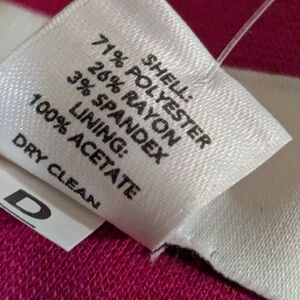 SHELL:
71% POLYESTER
26% RAYON
3% SPANDEX
LINING:
100% ACETATE
DRY CLEAN
D